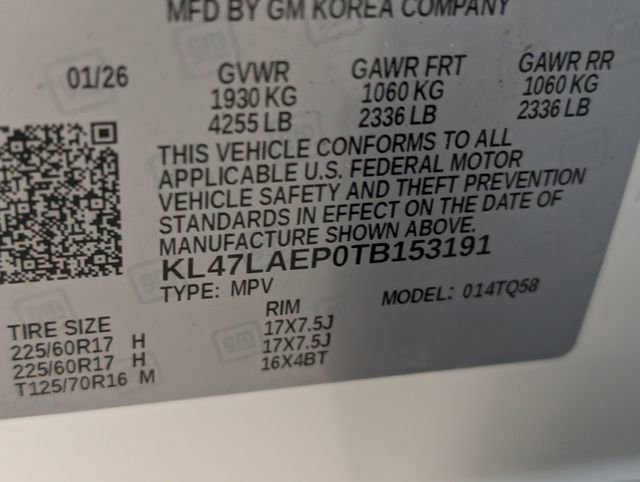 MFD BY GM KOREA COMPANY
01/26 GVWR GAWR FRT GAWR RR
1930 KG 1060 KG 1060 KG
4255 LB 2336 LB 2336 LB
THIS VEHICLE CONFORMS TO ALL
APPLICABLE U.S. FEDERAL MOTOR
VEHICLE SAFETY AND THEFT PREVENTION
STANDARDS IN EFFECT ON THE DATE OF
MANUFACTURE SHOWN ABOVE.
KL47LAEP0TB153191
TYPE: MPV MODEL: 014TQ58
TIRE SIZE RIM
225/60R17 H 17X7.5J
225/60R17 H 17X7.5J
T125/70R16 M 16X4BT
gm